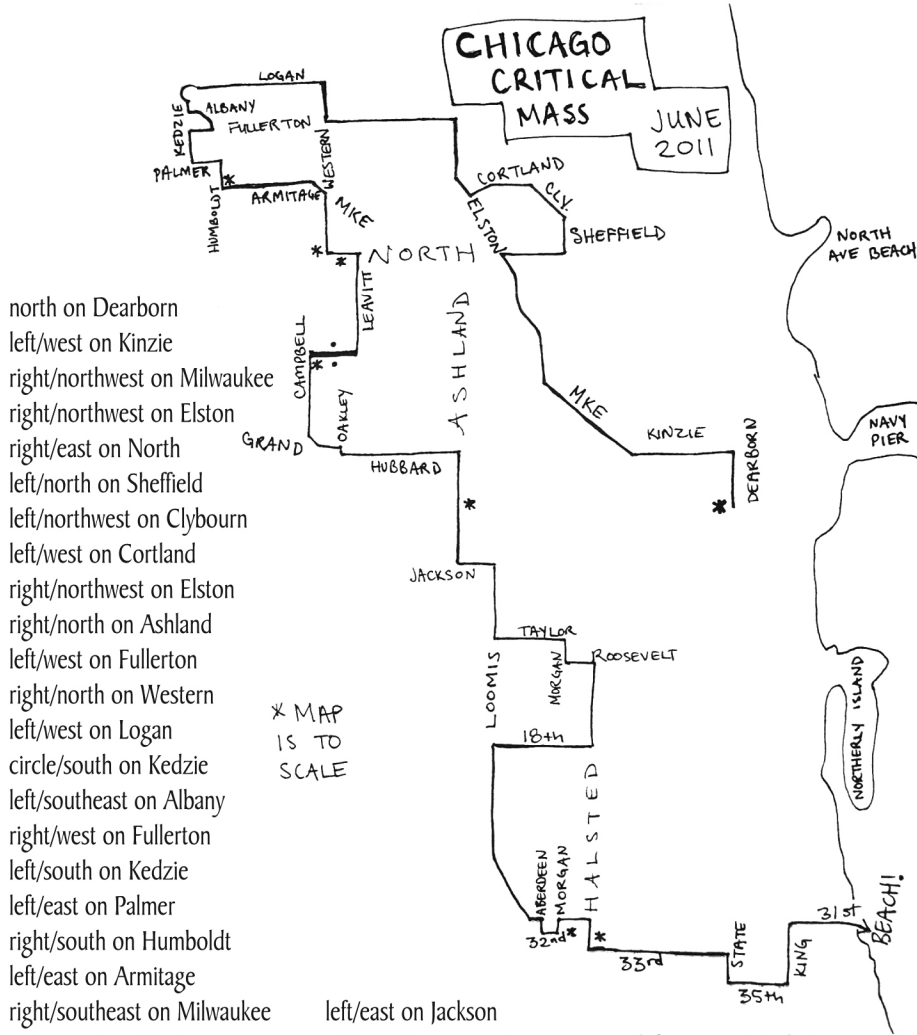 CHICAGO
CRITICAL
MASS
JUNE
2011
LOGAN
KEDZIE
ALBANY
FULLERTON
WESTERN
PALMER
*
HUMBOLDT
ARMITAGE
MKE
CORTLAND
CLY.
ELSTON
SHEFFIELD
NORTH
AVE BEACH
* * NORTH
LEAVITT
ASHLAND
CAMPBELL
*
OAKLEY
GRAND
HUBBARD
MKE
KINZIE
DEARBORN
*
NAVY
PIER
*
JACKSON
TAYLOR
LOOMIS
MORGAN
ROOSEVELT
18th
HALSTED
NORTHERLY ISLAND
* MAP
IS TO
SCALE
ABERDEEN
MORGAN
32nd*
*
33rd
STATE
35th
KING
31st
BEACH!
north on Dearborn
left/west on Kinzie
right/northwest on Milwaukee
right/northwest on Elston
right/east on North
left/north on Sheffield
left/northwest on Clybourn
left/west on Cortland
right/northwest on Elston
right/north on Ashland
left/west on Fullerton
right/north on Western
left/west on Logan
circle/south on Kedzie
left/southeast on Albany
right/west on Fullerton
left/south on Kedzie
left/east on Palmer
right/south on Humboldt
left/east on Armitage
right/southeast on Milwaukee
left/east on Jackson